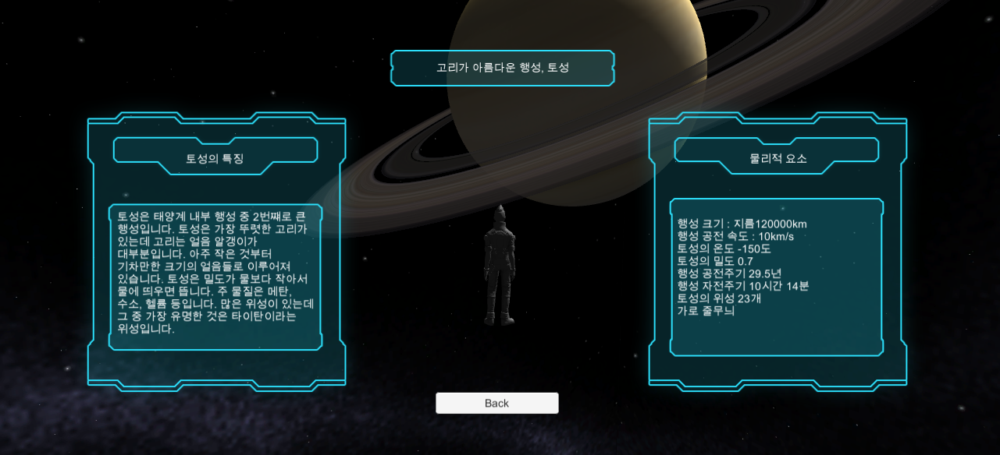 고리가 아름다운 행성, 토성
토성의 특징
토성은 태양계 내부 행성 중 2번째로 큰
행성입니다. 토성은 가장 뚜렷한 고리가
있는데 고리는 얼음 알갱이가
대부분입니다. 아주 작은 것부터
기차만한 크기의 얼음들로 이루어져
있습니다. 토성은 밀도가 물보다 작아서
물에 띄우면 뜹니다. 주 물질은 메탄,
수소, 헬륨 등입니다. 많은 위성이 있는데
그 중 가장 유명한 것은 타이탄이라는
위성입니다.
물리적 요소
행성 크기 : 지름120000km
행성 공전 속도 : 10km/s
토성의 온도 -150도
토성의 밀도 0.7
행성 공전주기 29.5년
행성 자전주기 10시간 14분
토성의 위성 23개
가로 줄무늬
Back